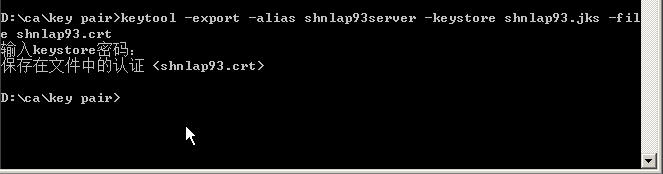 D:\ca\key pair>keytool -export -alias shnlap93server -keystore shnlap93.jks -fil
e shnlap93.crt
输入keystore密码：
保存在文件中的认证 <shnlap93.crt>
D:\ca\key pair>